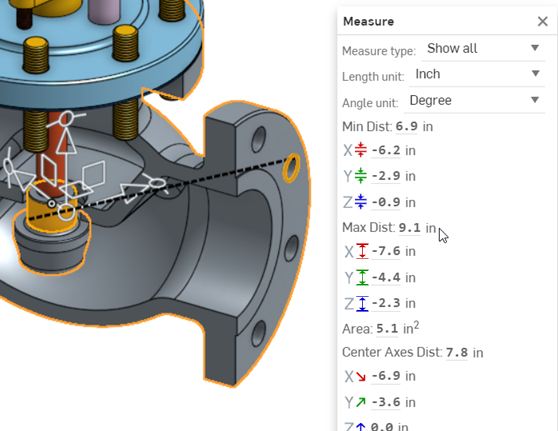 Measure
Measure type: Show all
Length unit: Inch
Angle unit: Degree
Min Dist: 6.9 in
X -6.2 in
Y -2.9 in
Z -0.9 in
Max Dist: 9.1 in
X -7.6 in
Y -4.4 in
Z -2.3 in
Area: 5.1 in²
Center Axes Dist: 7.8 in
X -6.9 in
Y -3.6 in
Z 0.0 in